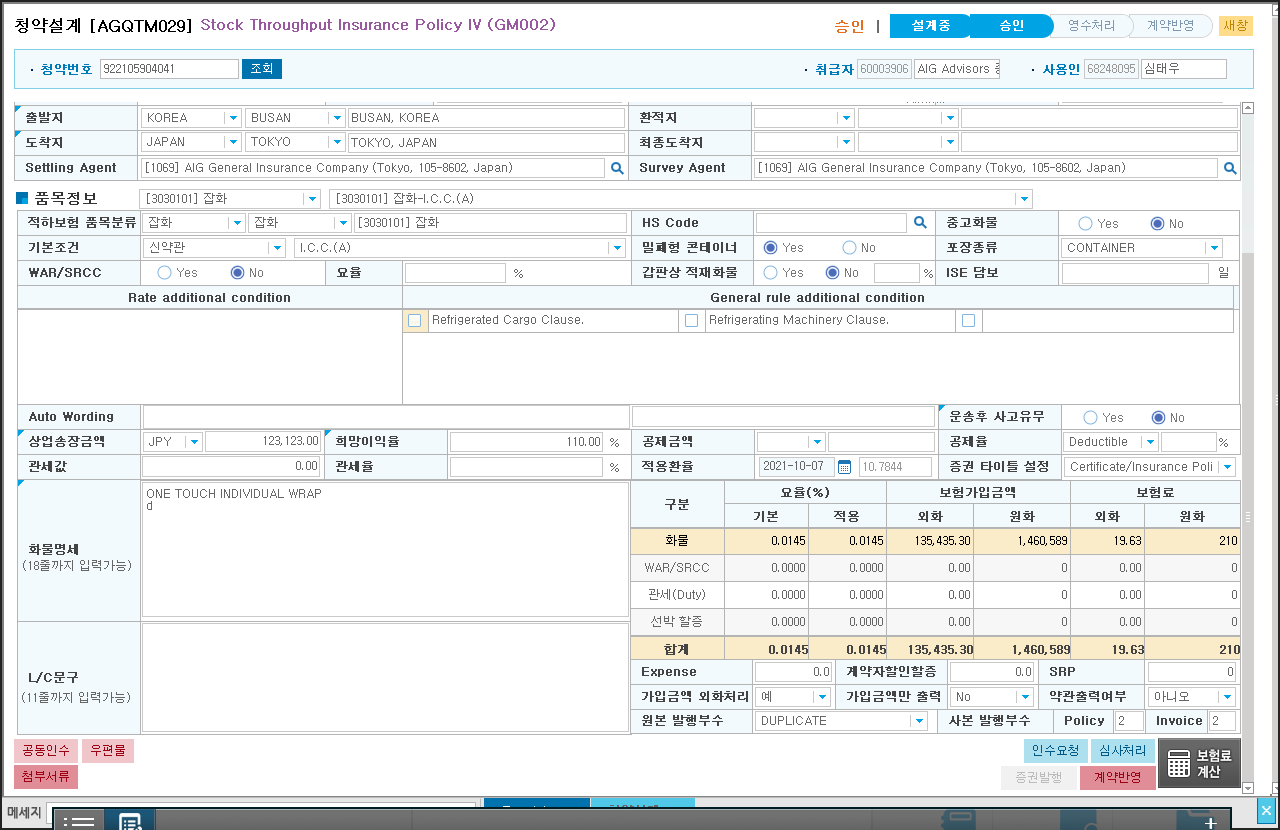 청약설계 [AGQTM029] Stock Throughput Insurance Policy IV (GM002) 승인 | 설계중 승인 영수처리 계약반영 새창
· 청약번호 922105904041 조회 · 취급자 60003906 AIG Advisors · 사용인 68248095 심태우
출발지 KOREA BUSAN BUSAN, KOREA 환적지
도착지 JAPAN TOKYO TOKYO, JAPAN 최종도착지
Settling Agent [1069] AIG General Insurance Company (Tokyo, 105-8602, Japan) Survey Agent [1069] AIG General Insurance Company (Tokyo, 105-8602, Japan)
품목정보 [3030101] 잡화 [3030101] 잡화-I.C.C.(A)
적하보험 품목분류 잡화 잡화 [3030101] 잡화 HS Code 중고화물 Yes No
기본조건 신약관 I.C.C.(A) 밀폐형 콘테이너 Yes No 포장종류 CONTAINER
WAR/SRCC Yes No 요율 % 갑판상 적재화물 Yes No % ISE 담보 일
Rate additional condition General rule additional condition
Refrigerated Cargo Clause. Refrigerating Machinery Clause.
Auto Wording 운송후 사고유무 Yes No
상업송장금액 JPY 123,123.00 희망이익율 110.00 % 공제금액 공제율 Deductible %
관세값 0.00 관세율 % 적용환율 2021-10-07 10.7844 증권 타이틀 설정 Certificate/Insurance Poli
화물명세
(18줄까지 입력가능)
ONE TOUCH INDIVIDUAL WRAP
d
구분 요율(%) 보험가입금액 보험료
기본 적용 외화 원화 외화 원화
화물 0.0145 0.0145 135,435.30 1,460,589 19.63 210
WAR/SRCC 0.0000 0.0000 0.00 0 0.00 0
관세(Duty) 0.0000 0.0000 0.00 0 0.00 0
선박 할증 0.0000 0.0000 0.00 0 0.00 0
합계 0.0145 0.0145 135,435.30 1,460,589 19.63 210
L/C문구
(11줄까지 입력가능)
Expense 0.0 계약자할인할증 0.0 SRP 0
가입금액 외화처리 예 가입금액만 출력 No 약관출력여부 아니오
원본 발행부수 DUPLICATE 사본 발행부수 Policy 2 Invoice 2
공동인수 우편물 인수요청 심사처리 보험료
계산
첨부서류 증권발행 계약반영
메세지